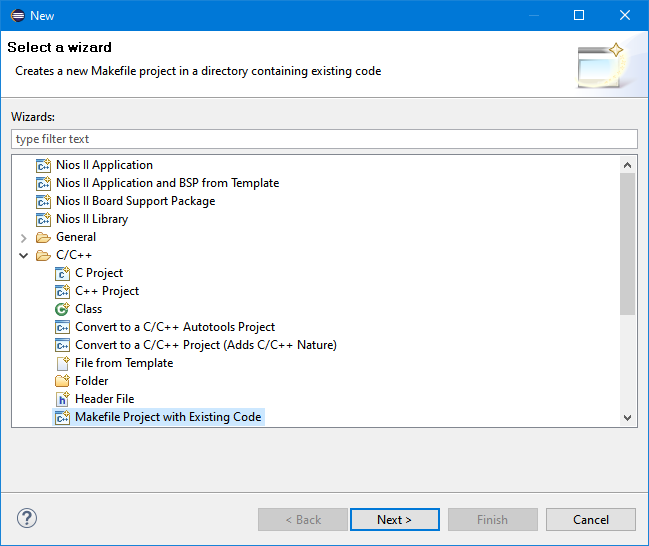 New
Select a wizard
Creates a new Makefile project in a directory containing existing code
Wizards:
type filter text
Nios II Application
Nios II Application and BSP from Template
Nios II Board Support Package
Nios II Library
General
C/C++
C Project
C++ Project
Class
Convert to a C/C++ Autotools Project
Convert to a C/C++ Project (Adds C/C++ Nature)
File from Template
Folder
Header File
Makefile Project with Existing Code
? < Back Next > Finish Cancel